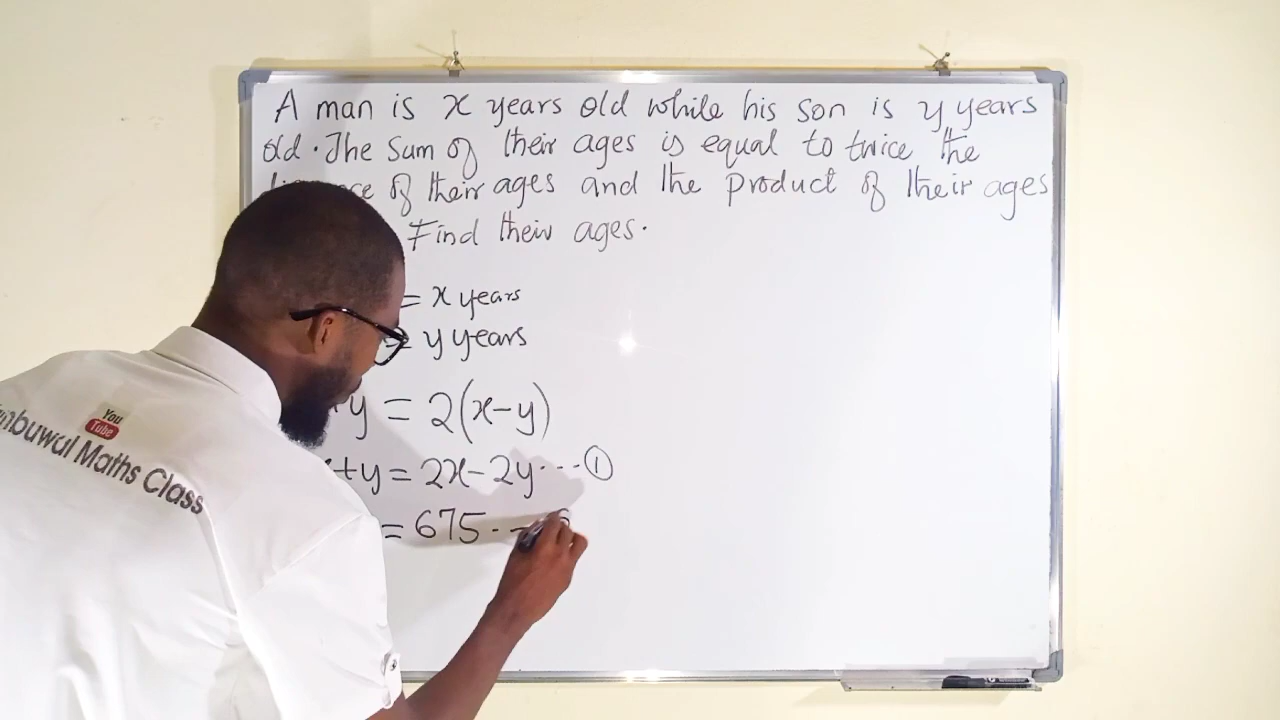 A man is x years old while his son is y years
old. The sum of their ages is equal to twice the
of their ages and the product of their ages
Find their ages.
= x years
= y years
+y = 2(x-y)
x+y = 2x-2y---①
= 675---
You
Tube
Maths Class